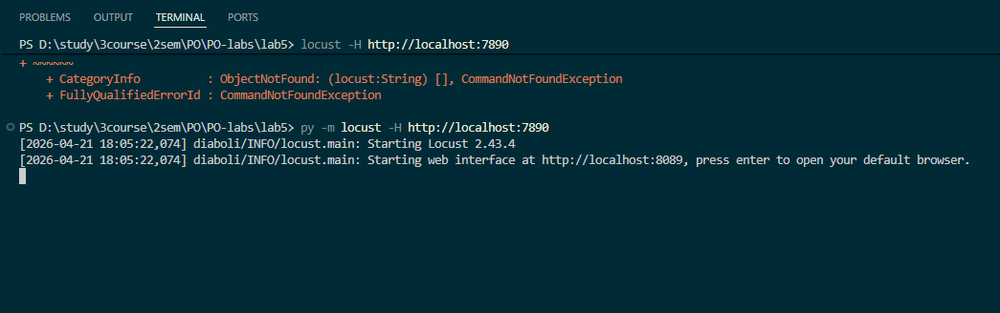 PROBLEMS OUTPUT TERMINAL PORTS
PS D:\study\3course\2sem\PO\PO-labs\lab5> locust -H http://localhost:7890
+ ~~~~~~
+ CategoryInfo : ObjectNotFound: (locust:String) [], CommandNotFoundException
+ FullyQualifiedErrorId : CommandNotFoundException
PS D:\study\3course\2sem\PO\PO-labs\lab5> py -m locust -H http://localhost:7890
[2026-04-21 18:05:22,074] diaboli/INFO/locust.main: Starting Locust 2.43.4
[2026-04-21 18:05:22,074] diaboli/INFO/locust.main: Starting web interface at http://localhost:8089, press enter to open your default browser.